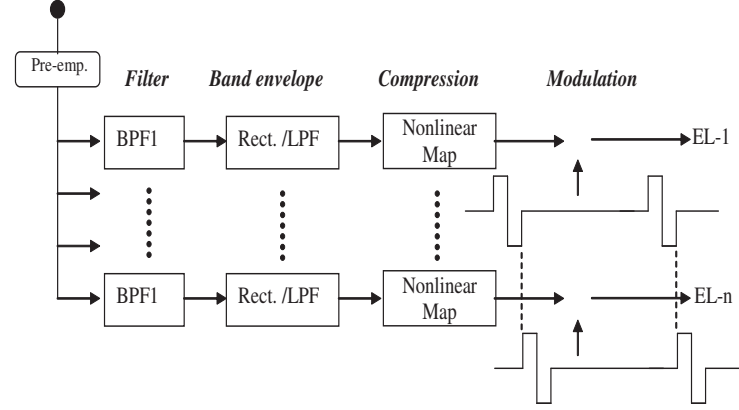 Pre-emp.
Filter Band envelope Compression Modulation
BPF1 Rect. /LPF Nonlinear Map EL-1
BPF1 Rect. /LPF Nonlinear Map EL-n